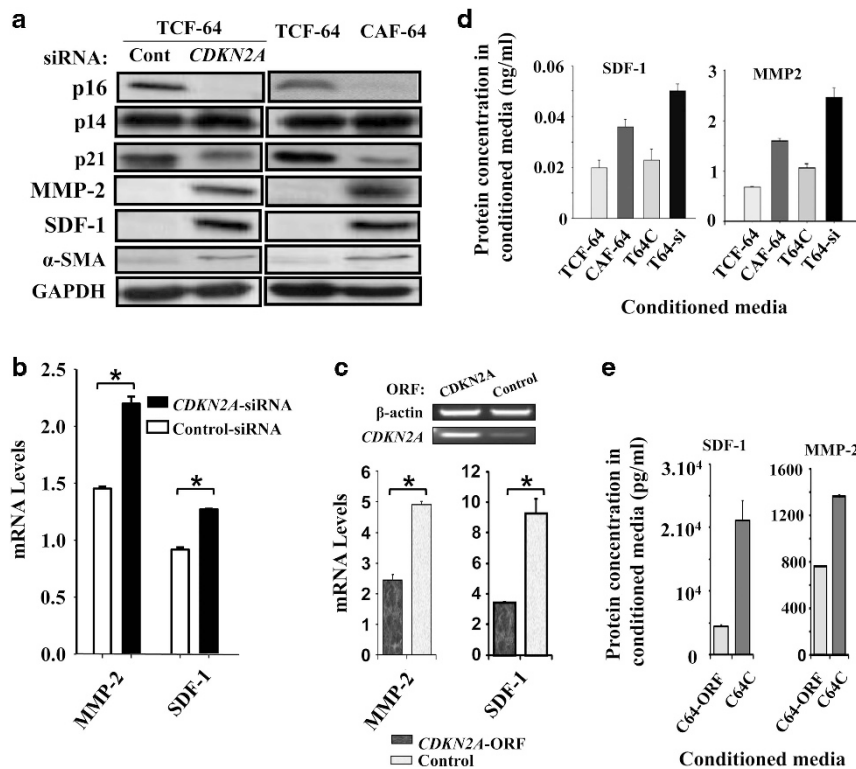 a
TCF-64
TCF-64 CAF-64
siRNA: Cont CDKN2A
p16
p14
p21
MMP-2
SDF-1
α-SMA
GAPDH
b
mRNA Levels
2.5
2.0
1.5
1.0
0.5
0.0
*
*
CDKN2A-siRNA
Control-siRNA
MMP-2
SDF-1
c
ORF: CDKN2A Control
β-actin
CDKN2A
mRNA Levels
6
5
4
3
2
1
0
*
MMP-2
12
10
8
6
4
2
0
*
SDF-1
CDKN2A-ORF
Control
d
Protein concentration in
conditioned media (ng/ml)
SDF-1
0.06
0.04
0.02
0
TCF-64
CAF-64
T64C
T64-si
MMP2
3
2
1
0
TCF-64
CAF-64
T64C
T64-si
Conditioned media
e
Protein concentration in
conditioned media (pg/ml)
SDF-1
3.10⁴
2.10⁴
10⁴
0
C64-ORF
C64C
MMP-2
1600
1200
800
400
0
C64-ORF
C64C
Conditioned media